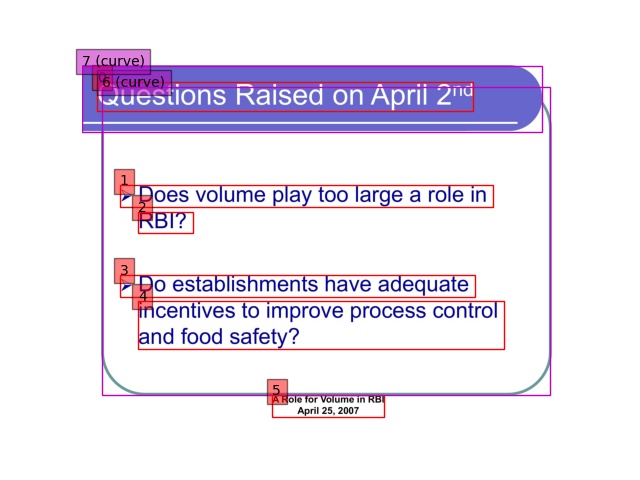 7 (curve)
0
6 (curve)
Questions Raised on April 2nd
1
Does volume play too large a role in
2
RBI?
3
Do establishments have adequate
4
incentives to improve process control
and food safety?
5
A Role for Volume in RBI
April 25, 2007